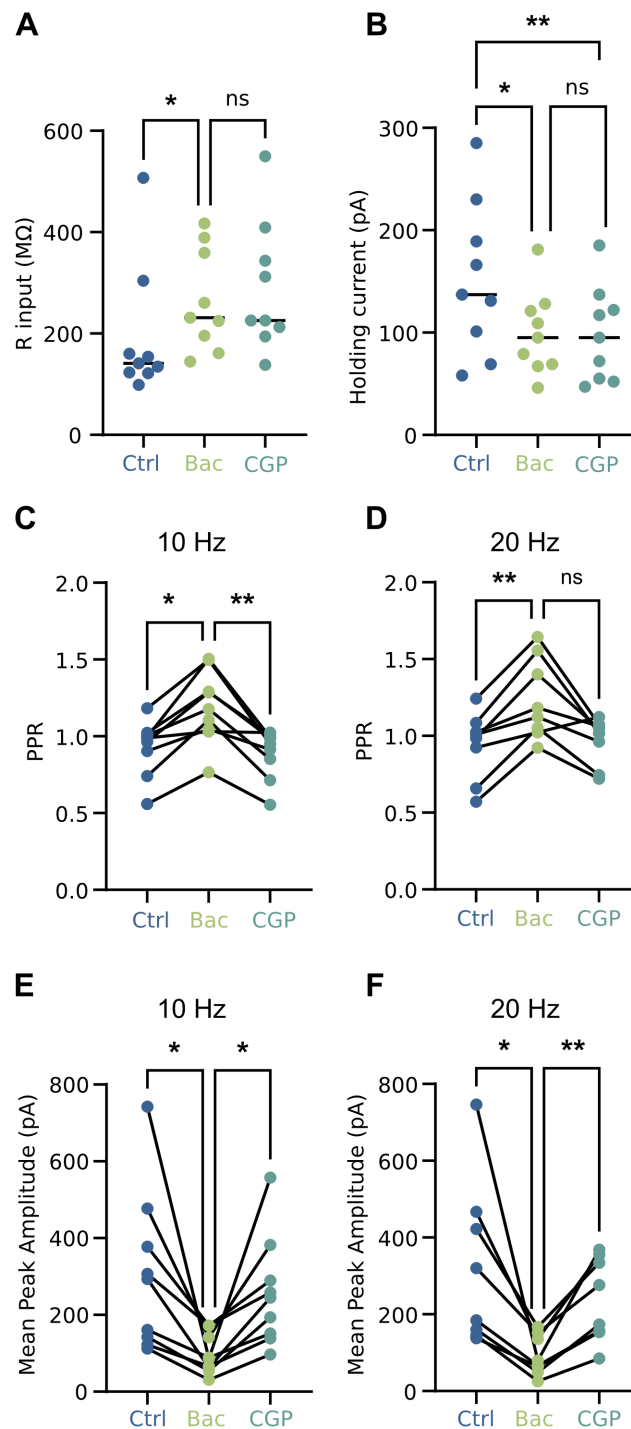 A
B
**
*
ns
*
ns
R input (MΩ)
600
400
200
0
Ctrl
Bac
CGP
Holding current (pA)
300
200
100
0
Ctrl
Bac
CGP
C
D
10 Hz
20 Hz
*
**
**
ns
PPR
2.0
1.5
1.0
0.5
0.0
Ctrl
Bac
CGP
PPR
2.0
1.5
1.0
0.5
0.0
Ctrl
Bac
CGP
E
F
10 Hz
20 Hz
*
*
*
**
Mean Peak Amplitude (pA)
800
600
400
200
0
Ctrl
Bac
CGP
Mean Peak Amplitude (pA)
800
600
400
200
0
Ctrl
Bac
CGP